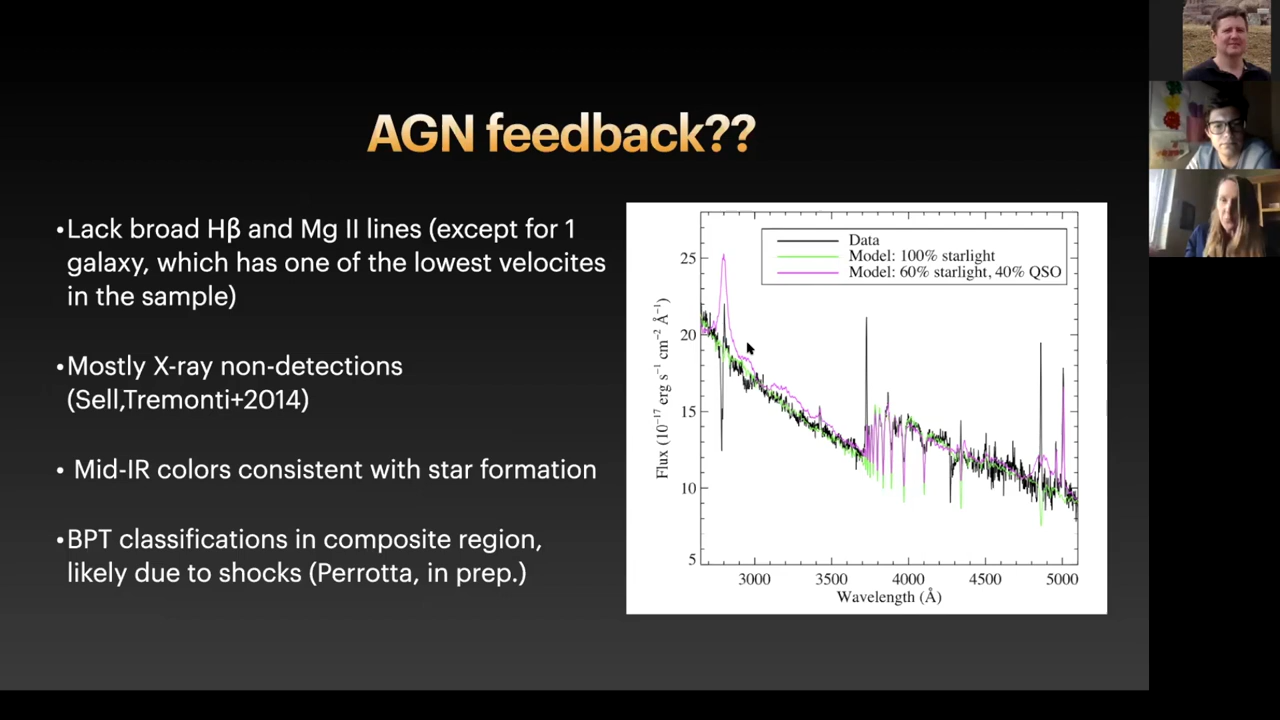 AGN feedback??
•Lack broad Hβ and Mg II lines (except for 1
galaxy, which has one of the lowest velocites
in the sample)
•Mostly X-ray non-detections
(Sell,Tremonti+2014)
• Mid-IR colors consistent with star formation
•BPT classifications in composite region,
likely due to shocks (Perrotta, in prep.)
Data
Model: 100% starlight
Model: 60% starlight, 40% QSO
Flux (10⁻¹⁷ erg s⁻¹ cm⁻² Å⁻¹)
25
20
15
10
5
3000 3500 4000 4500 5000
Wavelength (Å)